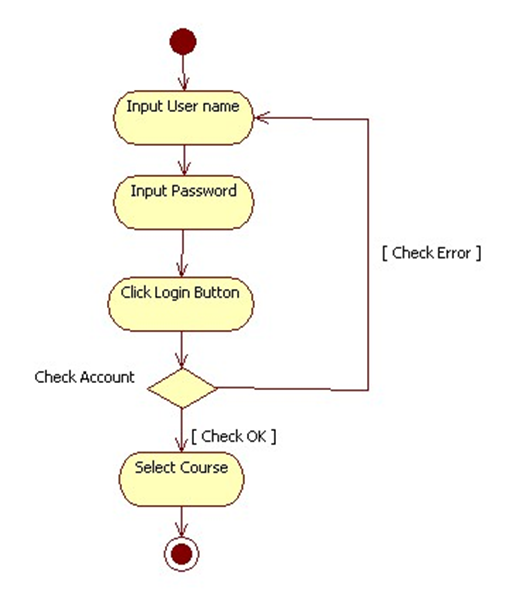 Input User name
Input Password
[ Check Error ]
Click Login Button
Check Account
[ Check OK ]
Select Course